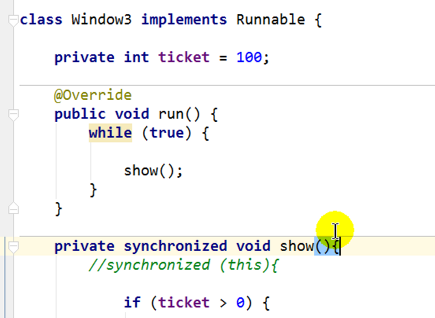 class Window3 implements Runnable {
private int ticket = 100;
@Override
public void run() {
while (true) {
show();
}
}
private synchronized void show(){
//synchronized (this){
if (ticket > 0) {